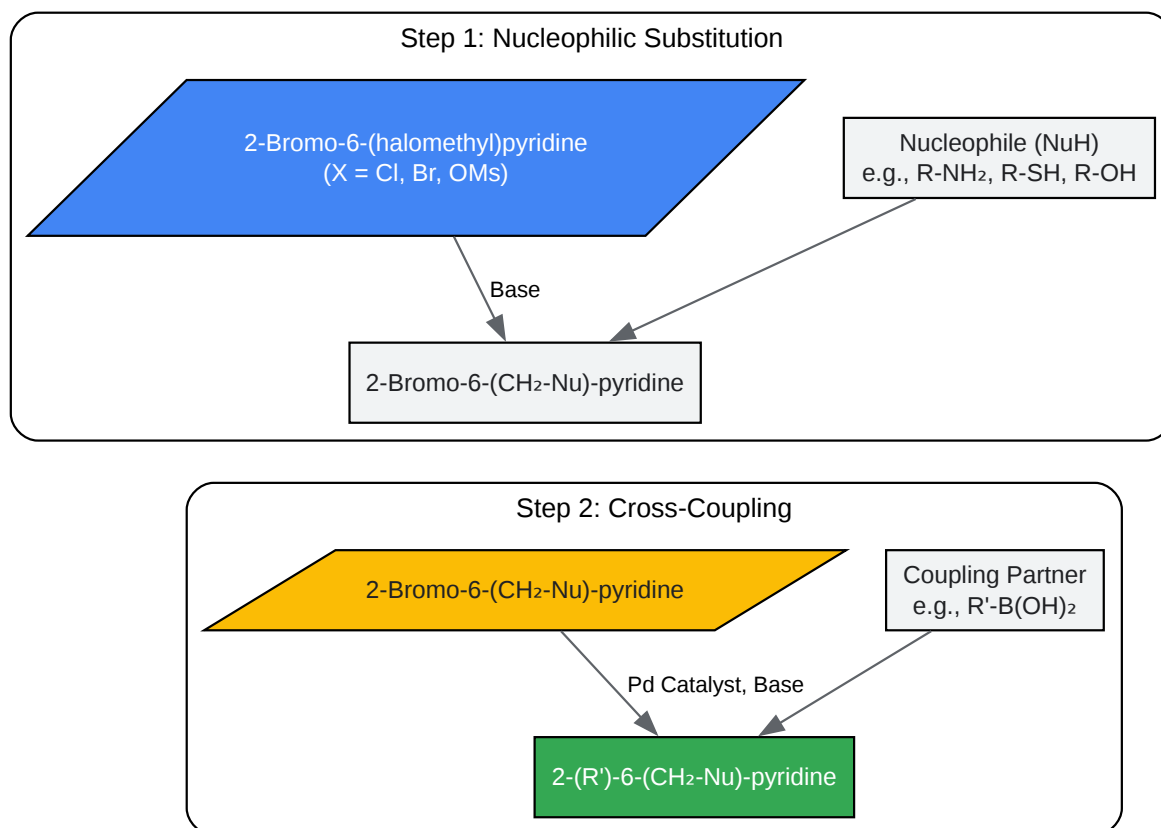 Step 1: Nucleophilic Substitution
2-Bromo-6-(halomethyl)pyridine
(X = Cl, Br, OMs)
Nucleophile (NuH)
e.g., R-NH₂, R-SH, R-OH
Base
2-Bromo-6-(CH₂-Nu)-pyridine
Step 2: Cross-Coupling
2-Bromo-6-(CH₂-Nu)-pyridine
Coupling Partner
e.g., R'-B(OH)₂
Pd Catalyst, Base
2-(R')-6-(CH₂-Nu)-pyridine